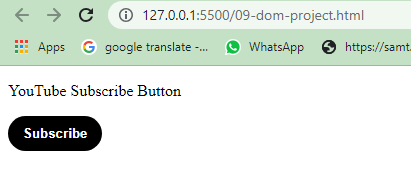 127.0.0.1:5500/09-dom-project.html
Apps google translate -... WhatsApp https://samt
YouTube Subscribe Button
Subscribe